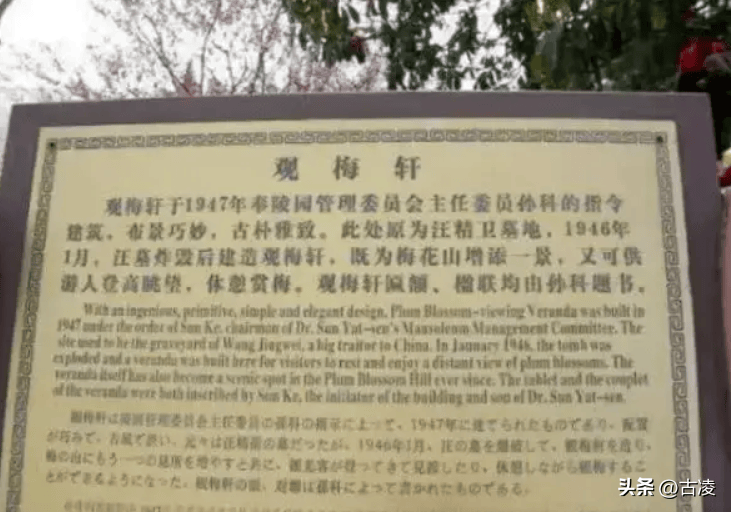 观梅轩
观梅轩于1947年奉陵园管理委员会主任委员孙科的指令
建筑，布景巧妙，古朴雅致。此处原为汪精卫墓地，1946年
1月，汪墓炸毁后建造观梅轩，既为梅花山增添一景，又可供
游人登高眺望，休憩赏梅。观梅轩匾额、楹联均由孙科题书。
With an ingenious, primitive, simple and elegant design, Plum Blossom-viewing Veranda was built in
1947 under the order of Sun Ke, chairman of Dr. Sun Yat-sen's Mausoleum Management Committee. The
site used to be the graveyard of Wang Jingwei, a big traitor to China. In January 1946, the tomb was
exploded and a veranda was built here for visitors to rest and enjoy a distant view of plum blossoms. The
veranda itself has also become a scenic spot in the Plum Blossom Hill ever since. The tablet and the couplet
of the veranda were both inscribed by Sun Ke, the initiator of the building and son of Dr. Sun Yat-sen.
観梅軒は陵園管理委員会主任委員の孫科の指示によって、1947年に建てられたものであり、配置
が巧みで、古風で渋い。元々は汪精衛の墓だったが、1946年1月、汪の墓を爆破して、観梅軒を造り、
梅の山にもう一つの見所を増やすと共に、観光客が登ってきて見渡したり、休憩しながら観梅するこ
とができるようになった。観梅軒の額、対聯は孫科によって書かれたものである。
头条 @古凌